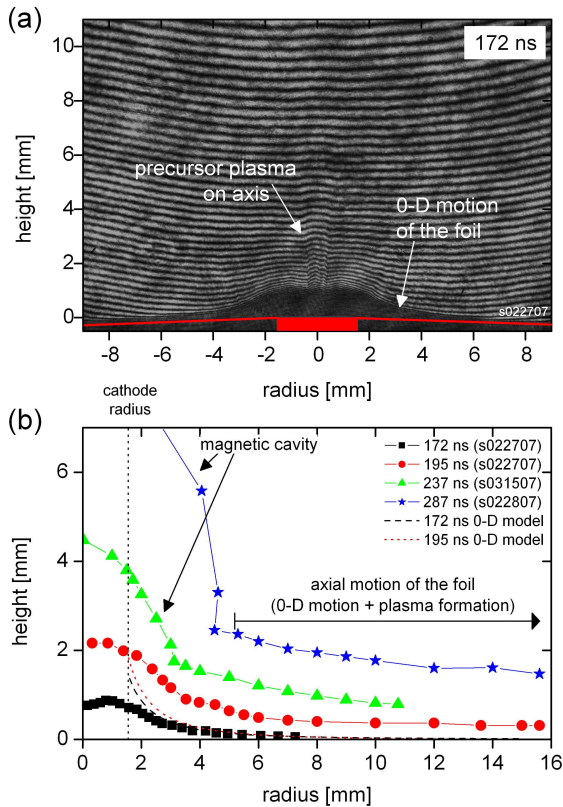 (a)
172 ns
height [mm]
10
8
6
4
2
0
precursor plasma
on axis
0-D motion
of the foil
s022707
-8 -6 -4 -2 0 2 4 6 8
radius [mm]
(b)
cathode
radius
magnetic cavity
172 ns (s022707)
195 ns (s022707)
237 ns (s031507)
287 ns (s022807)
172 ns 0-D model
195 ns 0-D model
axial motion of the foil
(0-D motion + plasma formation)
height [mm]
6
4
2
0
0 2 4 6 8 10 12 14 16
radius [mm]